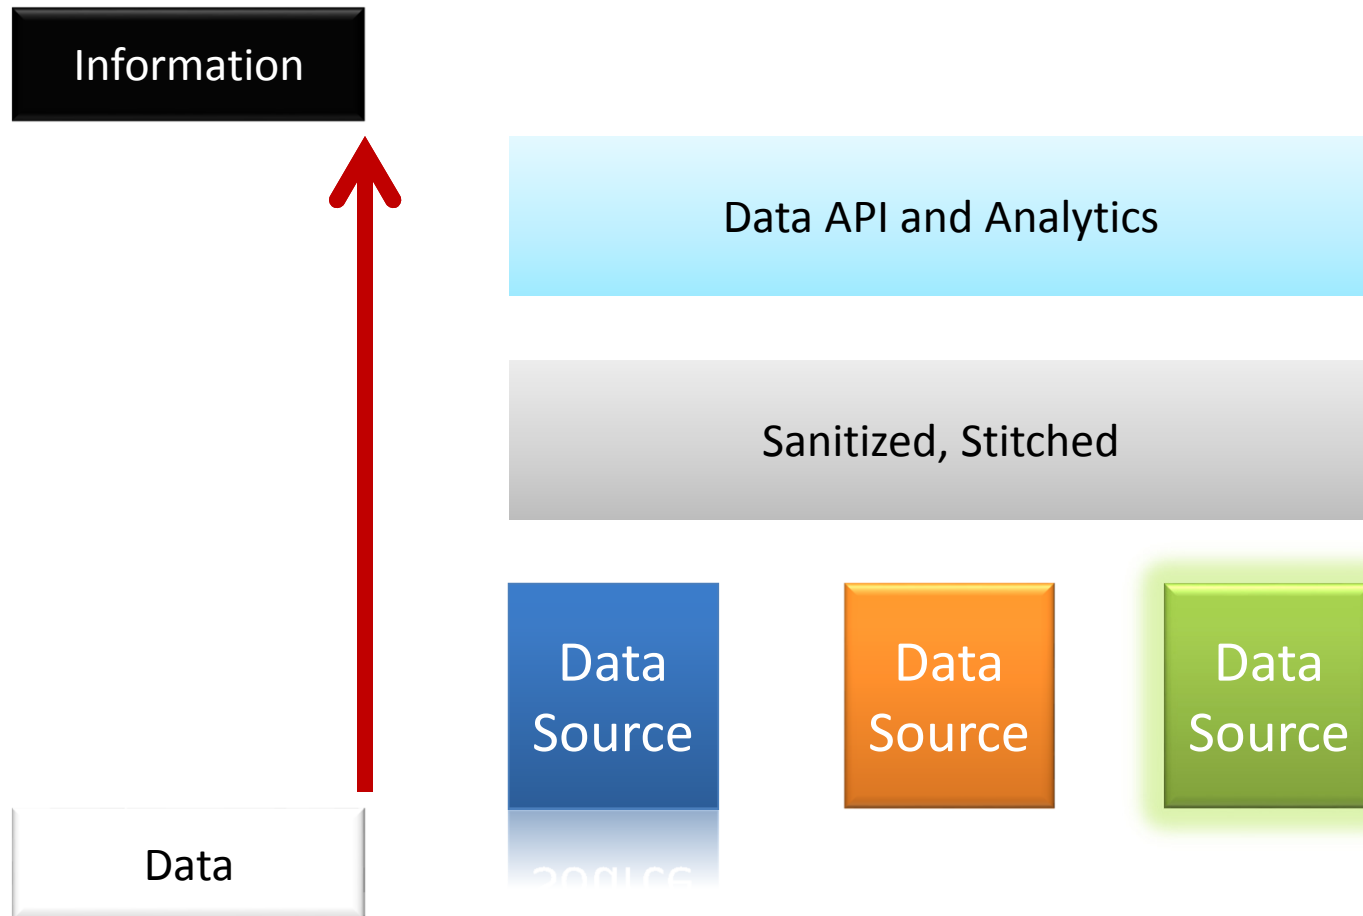 Information
Data API and Analytics
Sanitized, Stitched
Data
Source
Data
Source
Data
Source
Data